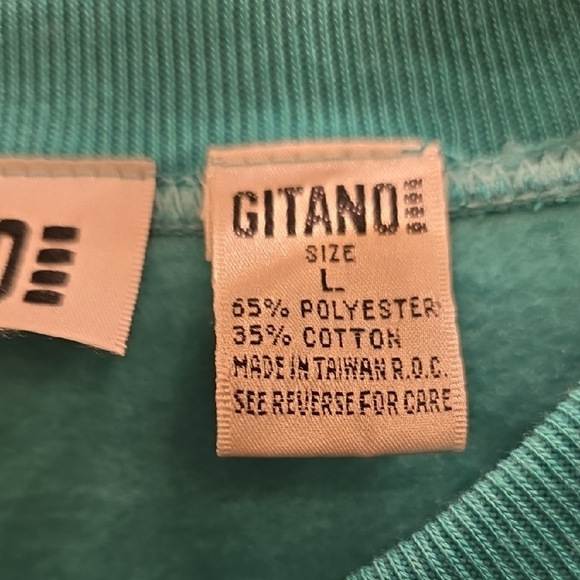 GITANO
SIZE
L
65% POLYESTER
35% COTTON
MADE IN TAIWAN R.O.C.
SEE REVERSE FOR CARE
O